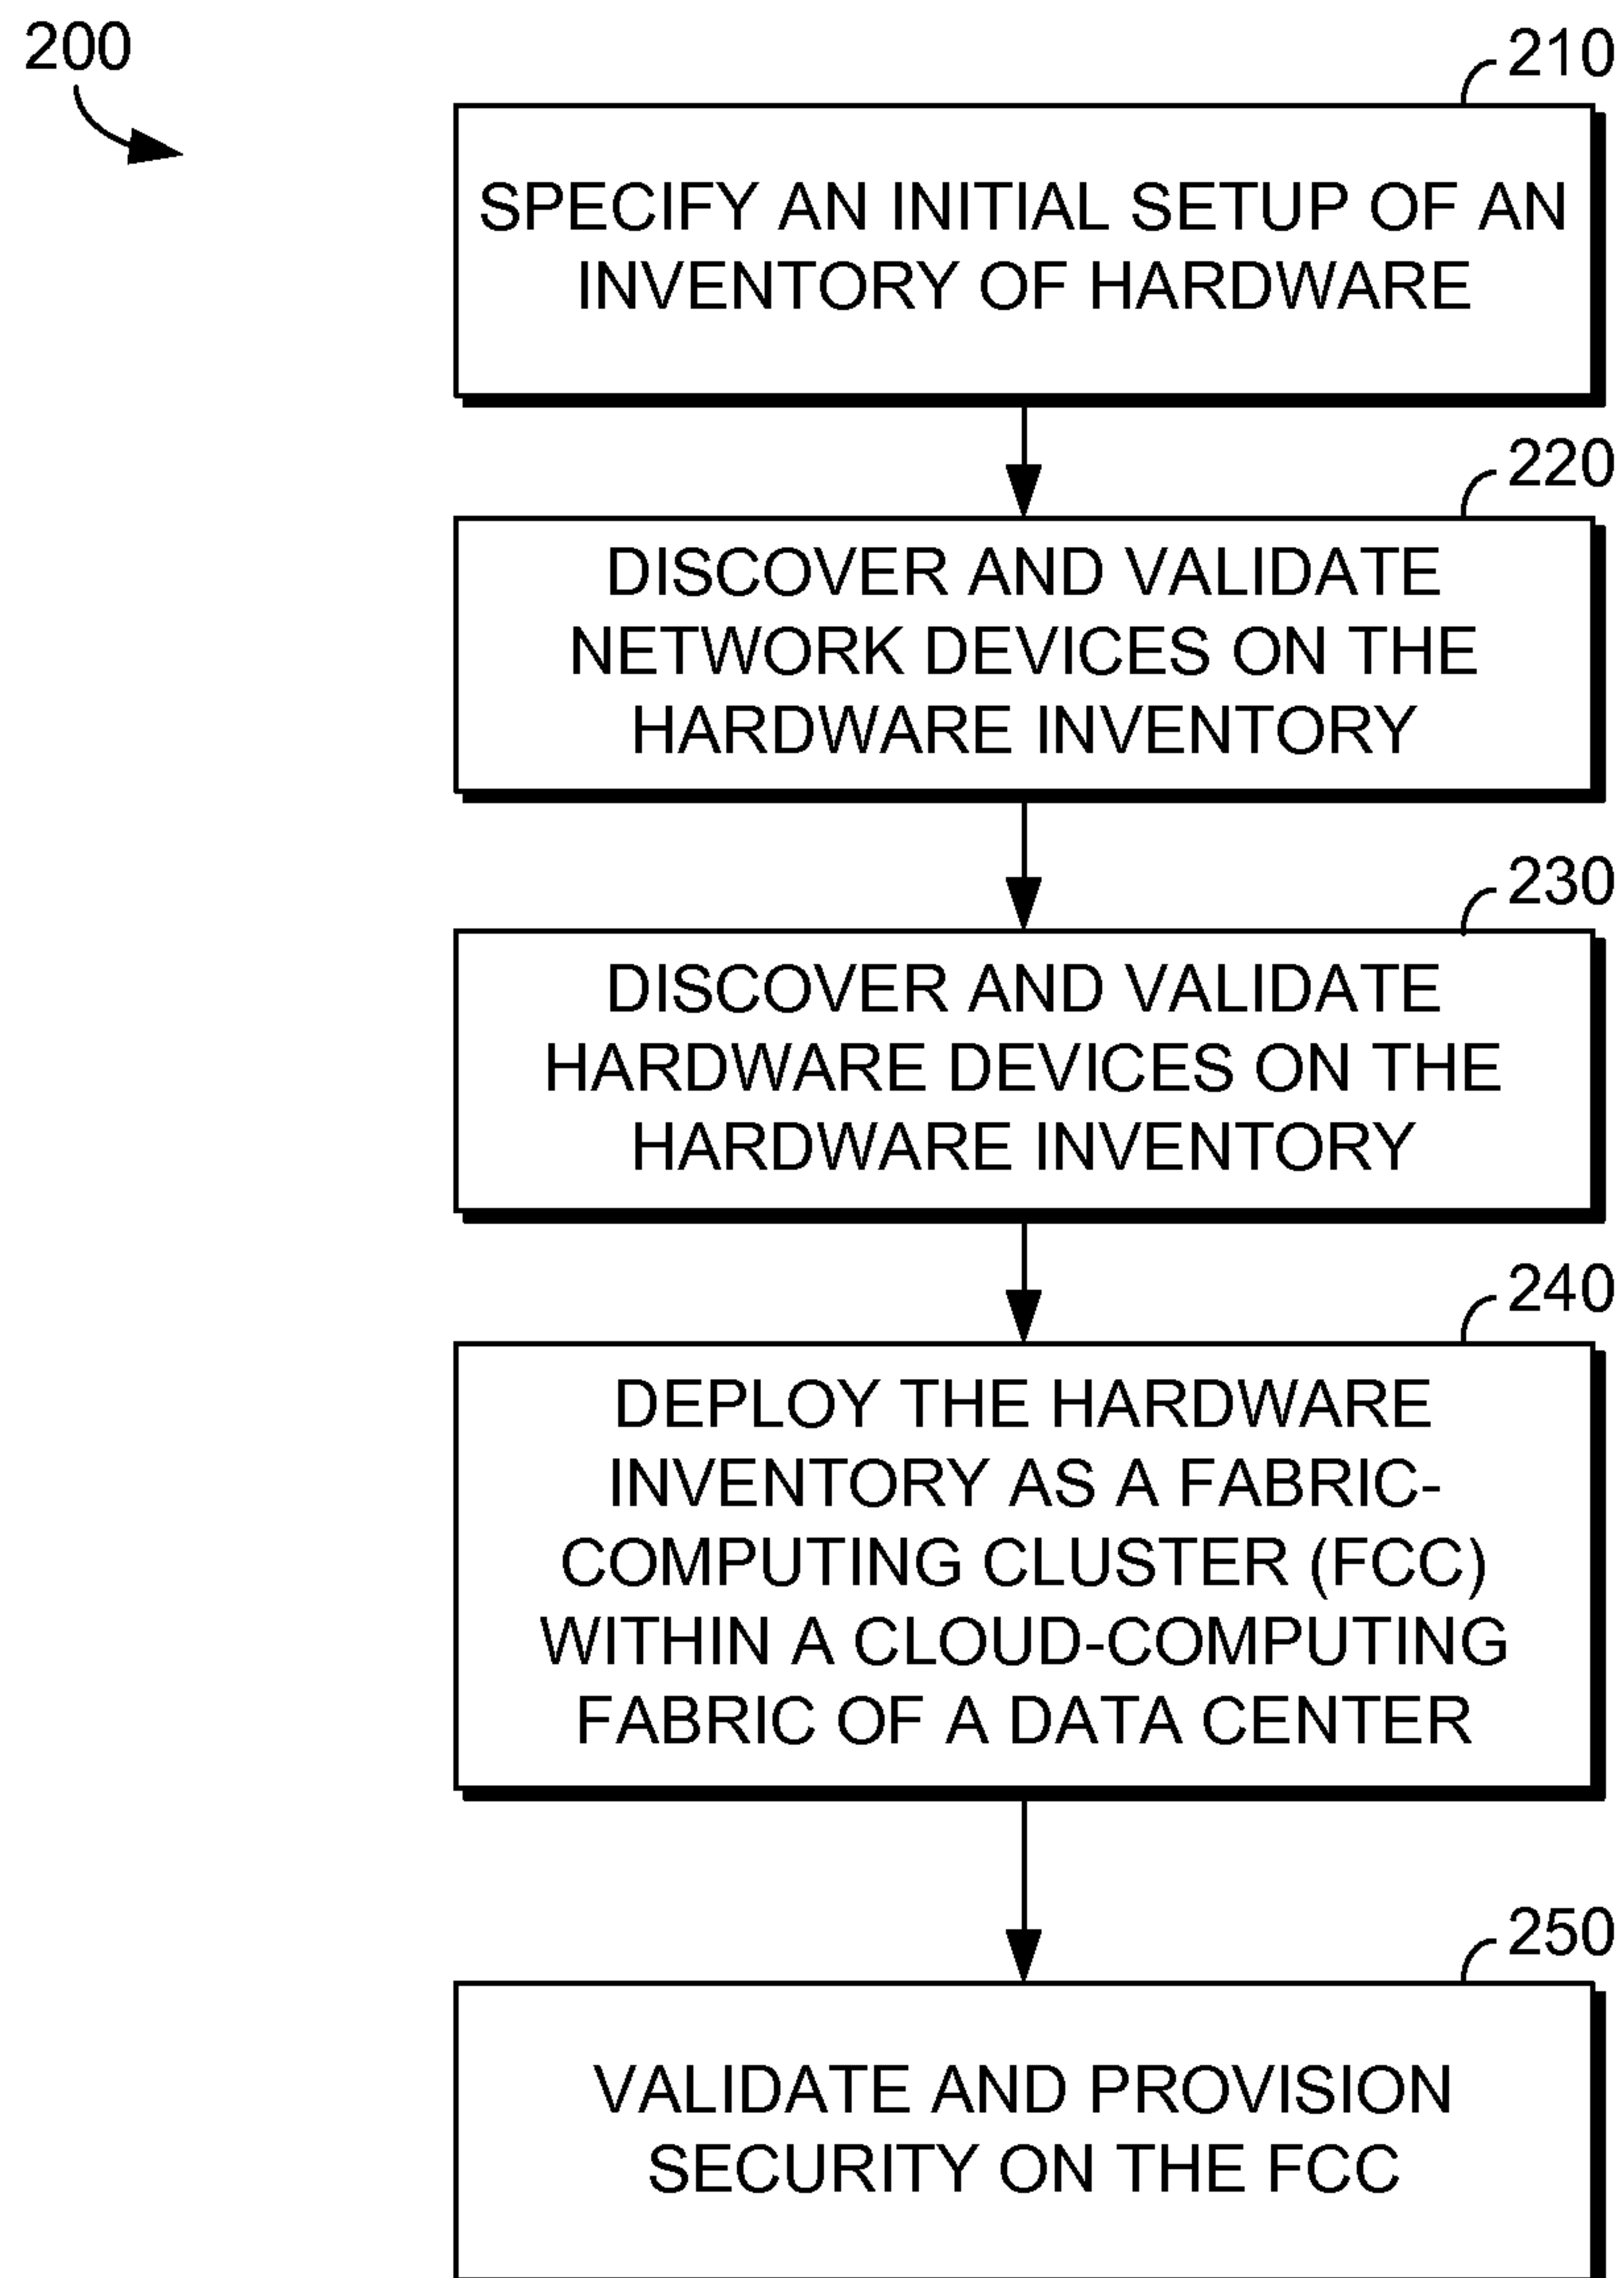 200
210
SPECIFY AN INITIAL SETUP OF AN
INVENTORY OF HARDWARE
220
DISCOVER AND VALIDATE
NETWORK DEVICES ON THE
HARDWARE INVENTORY
230
DISCOVER AND VALIDATE
HARDWARE DEVICES ON THE
HARDWARE INVENTORY
240
DEPLOY THE HARDWARE
INVENTORY AS A FABRIC-
COMPUTING CLUSTER (FCC)
WITHIN A CLOUD-COMPUTING
FABRIC OF A DATA CENTER
250
VALIDATE AND PROVISION
SECURITY ON THE FCC